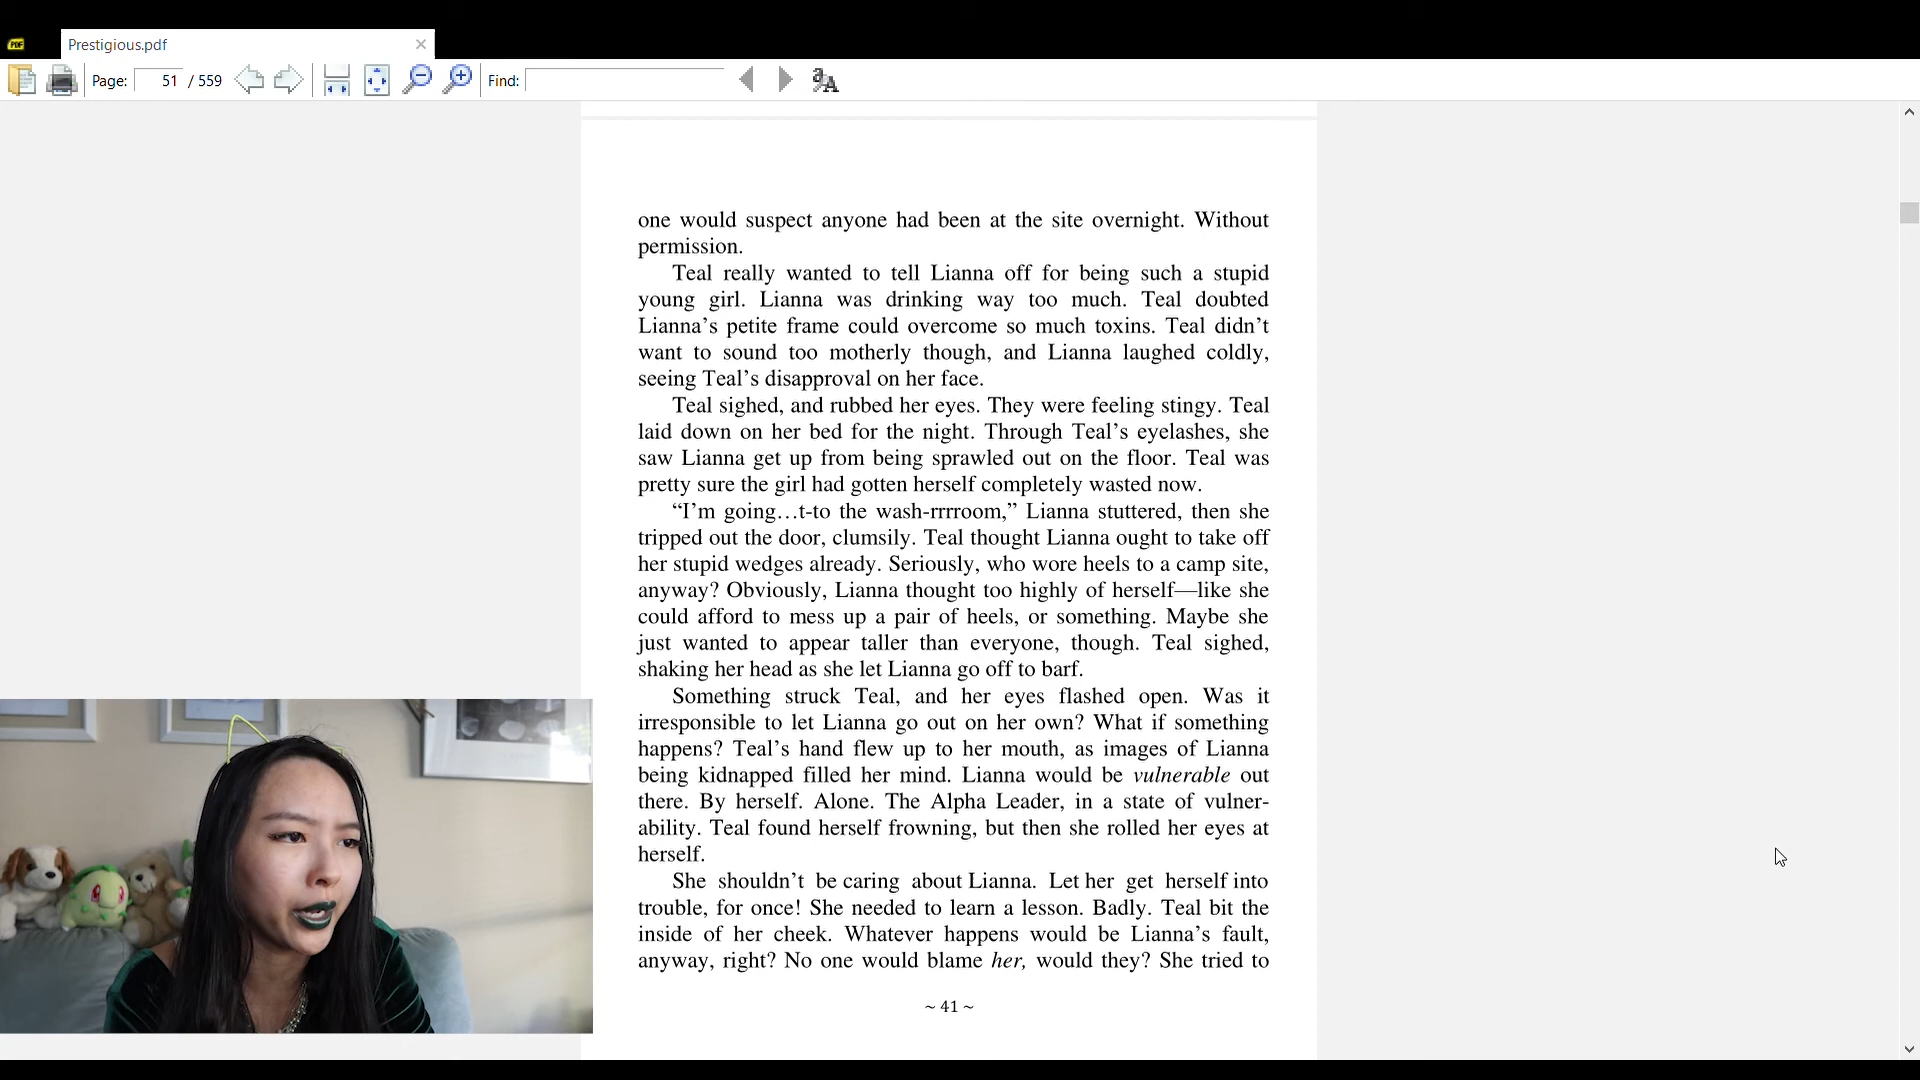 PDF
Prestigious.pdf
Page: 51 / 559
Find:
one would suspect anyone had been at the site overnight. Without
permission.
Teal really wanted to tell Lianna off for being such a stupid
young girl. Lianna was drinking way too much. Teal doubted
Lianna’s petite frame could overcome so much toxins. Teal didn’t
want to sound too motherly though, and Lianna laughed coldly,
seeing Teal’s disapproval on her face.
Teal sighed, and rubbed her eyes. They were feeling stingy. Teal
laid down on her bed for the night. Through Teal’s eyelashes, she
saw Lianna get up from being sprawled out on the floor. Teal was
pretty sure the girl had gotten herself completely wasted now.
“I’m going…t-to the wash-rrrroom,” Lianna stuttered, then she
tripped out the door, clumsily. Teal thought Lianna ought to take off
her stupid wedges already. Seriously, who wore heels to a camp site,
anyway? Obviously, Lianna thought too highly of herself—like she
could afford to mess up a pair of heels, or something. Maybe she
just wanted to appear taller than everyone, though. Teal sighed,
shaking her head as she let Lianna go off to barf.
Something struck Teal, and her eyes flashed open. Was it
irresponsible to let Lianna go out on her own? What if something
happens? Teal’s hand flew up to her mouth, as images of Lianna
being kidnapped filled her mind. Lianna would be vulnerable out
there. By herself. Alone. The Alpha Leader, in a state of vulner-
ability. Teal found herself frowning, but then she rolled her eyes at
herself.
She shouldn’t be caring about Lianna. Let her get herself into
trouble, for once! She needed to learn a lesson. Badly. Teal bit the
inside of her cheek. Whatever happens would be Lianna’s fault,
anyway, right? No one would blame her, would they? She tried to
~ 41 ~